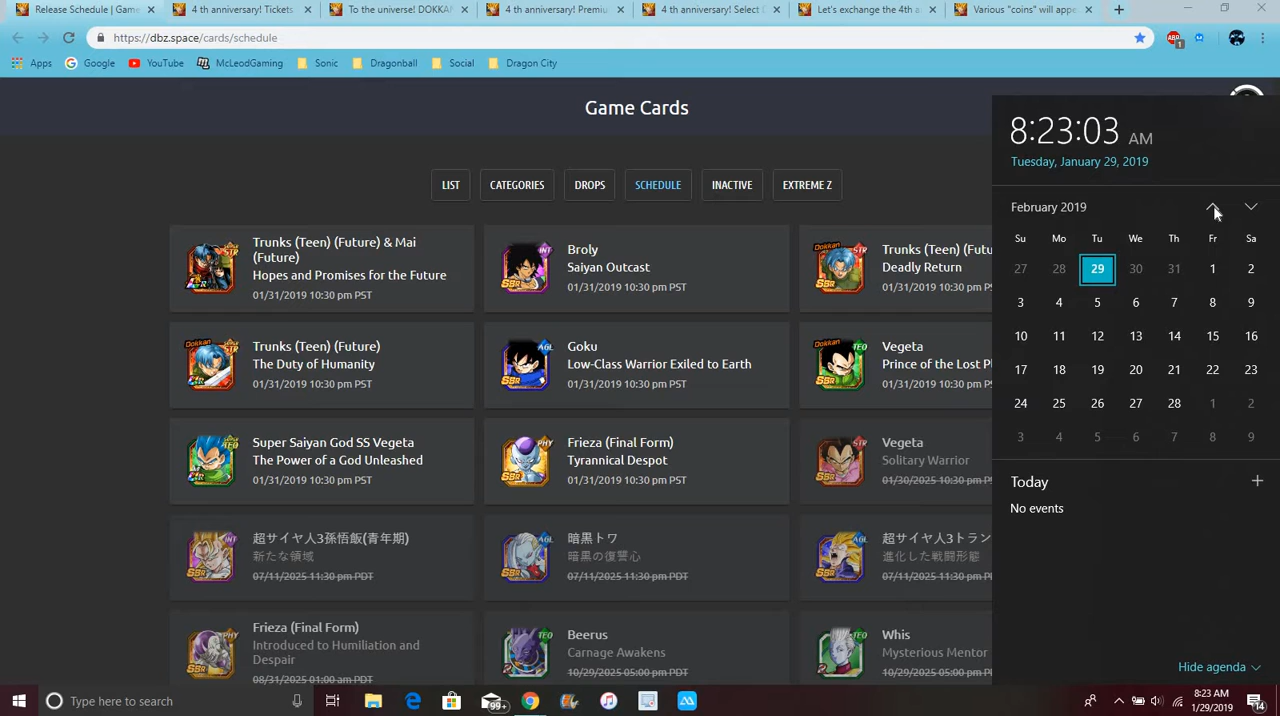 Release Schedule | Game
4 th anniversary! Tickets
To the universe! DOKKAN
4 th anniversary! Premiu
4 th anniversary! Select D
Let's exchange the 4th a
Various "coins" will appe
https://dbz.space/cards/schedule
ABP
1
Apps
Google
YouTube
McLeodGaming
Sonic
Dragonball
Social
Dragon City
Game Cards
LIST
CATEGORIES
DROPS
SCHEDULE
INACTIVE
EXTREME Z
Trunks (Teen) (Future) & Mai
(Future)
Hopes and Promises for the Future
01/31/2019 10:30 pm PST
Broly
Saiyan Outcast
01/31/2019 10:30 pm PST
Trunks (Teen) (Futu
Deadly Return
01/31/2019 10:30 pm PS
Trunks (Teen) (Future)
The Duty of Humanity
01/31/2019 10:30 pm PST
Goku
Low-Class Warrior Exiled to Earth
01/31/2019 10:30 pm PST
Vegeta
Prince of the Lost Pl
01/31/2019 10:30 pm PS
Super Saiyan God SS Vegeta
The Power of a God Unleashed
01/31/2019 10:30 pm PST
Frieza (Final Form)
Tyrannical Despot
01/31/2019 10:30 pm PST
Vegeta
Solitary Warrior
01/30/2025 10:30 pm PS
超サイヤ人3孫悟飯(青年期)
新たな領域
07/11/2025 11:30 pm PDT
暗黒トワ
暗黒の復讐心
07/11/2025 11:30 pm PDT
超サイヤ人3トラン
進化した戦闘形態
07/11/2025 11:30 pm PD
Frieza (Final Form)
Introduced to Humiliation and
Despair
08/31/2025 01:00 am PDT
Beerus
Carnage Awakens
10/29/2025 05:00 pm PDT
Whis
Mysterious Mentor
10/29/2025 05:00 pm PD
8:23:03 AM
Tuesday, January 29, 2019
February 2019
Su Mo Tu We Th Fr Sa
27 28 29 30 31 1 2
3 4 5 6 7 8 9
10 11 12 13 14 15 16
17 18 19 20 21 22 23
24 25 26 27 28 1 2
3 4 5 6 7 8 9
Today
No events
Hide agenda
Type here to search
99+
8:23 AM
1/29/2019
14